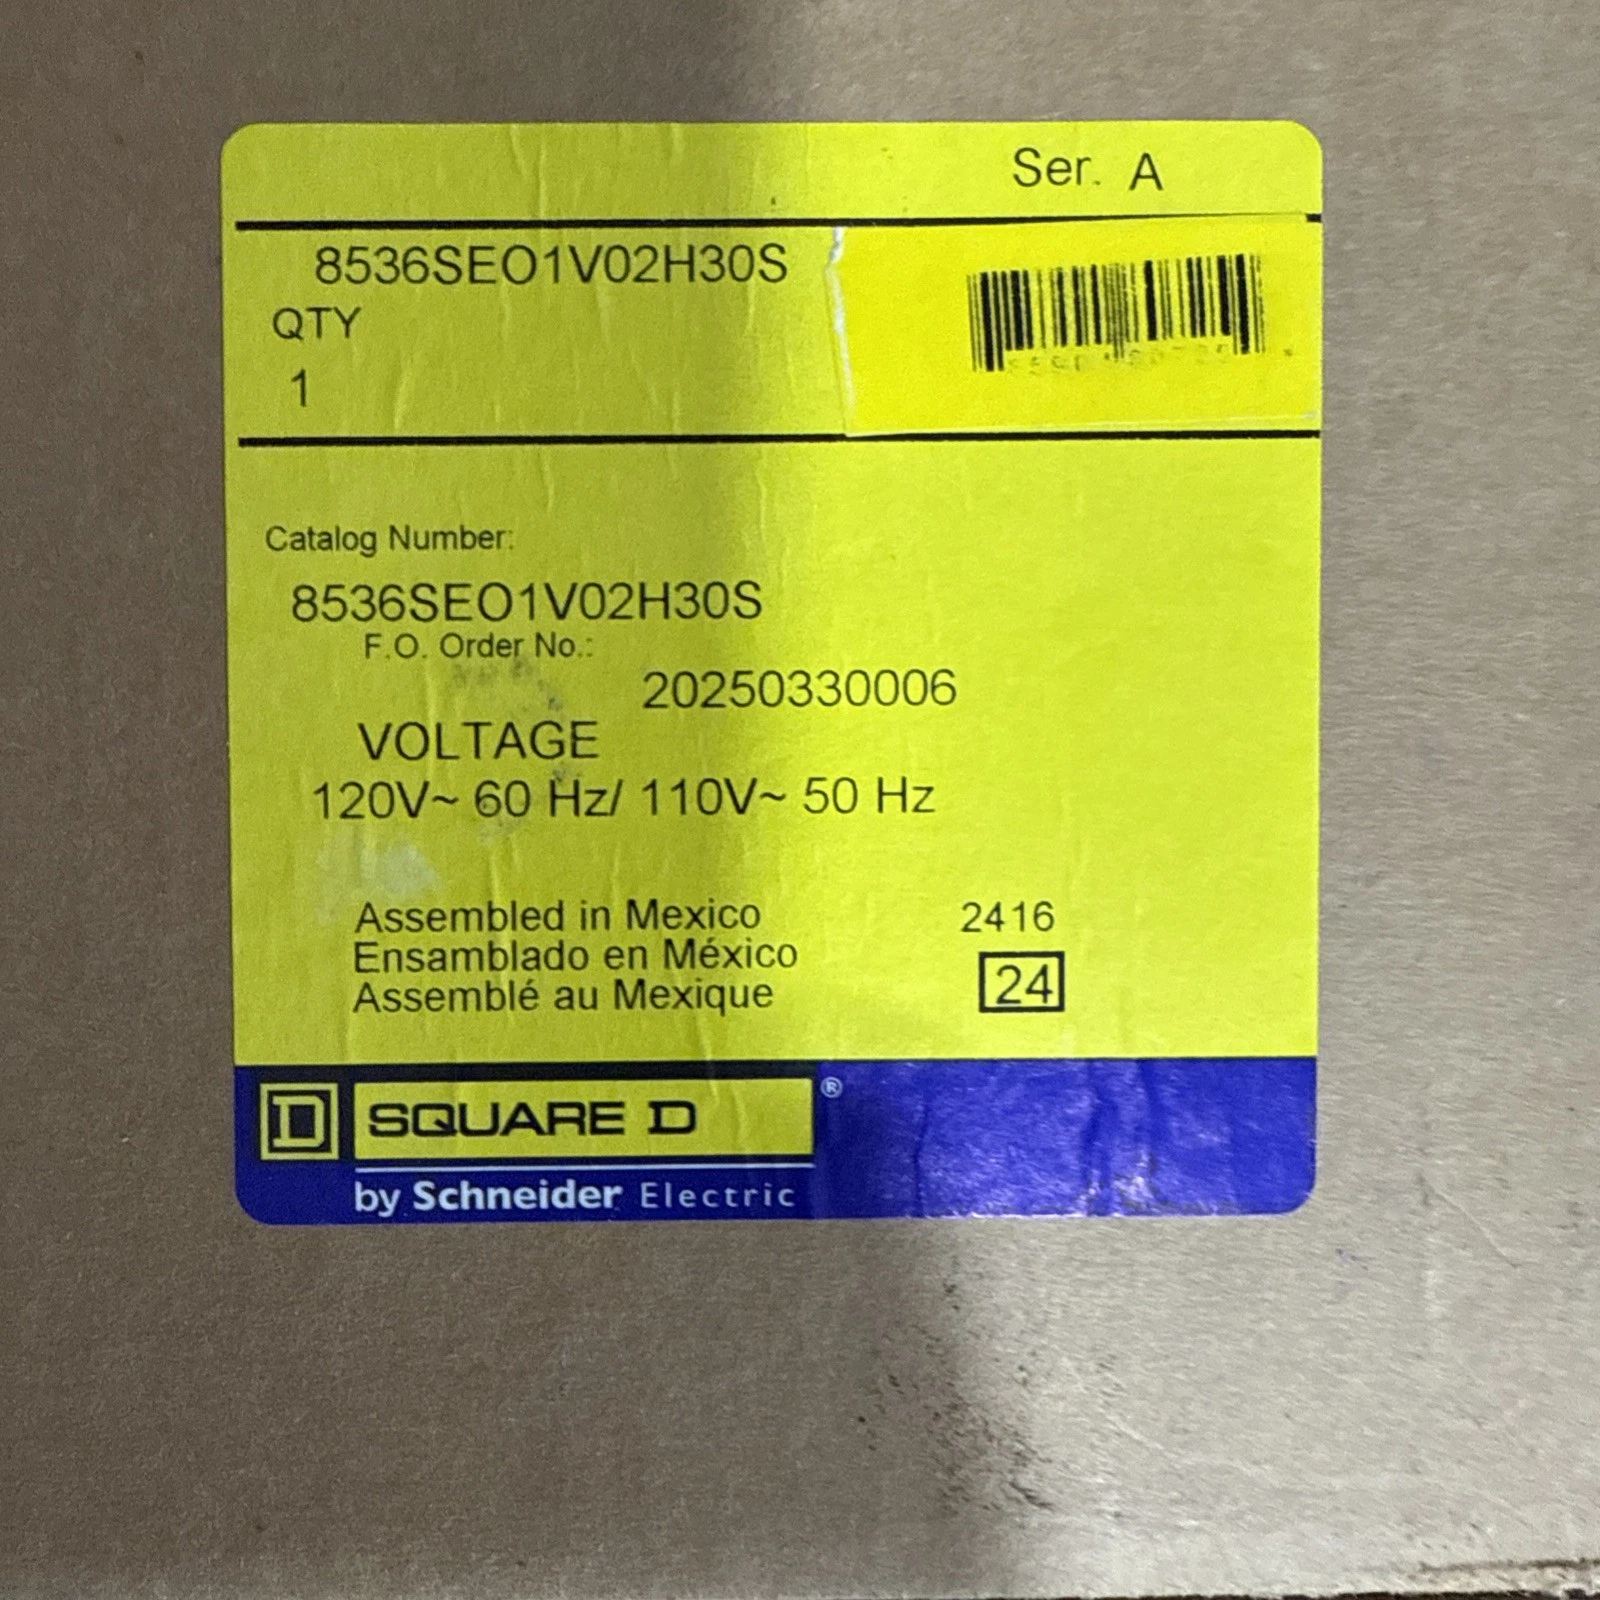 Ser. A
8536SEO1V02H30S
QTY
1
Catalog Number:
8536SEO1V02H30S
F.O. Order No.:
20250330006
VOLTAGE
120V~ 60 Hz/ 110V~ 50 Hz
Assembled in Mexico 2416
Ensamblado en México
Assemblé au Mexique 24
D SQUARE D ®
by Schneider Electric